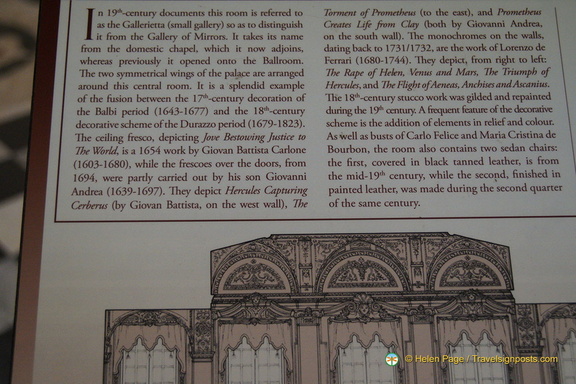 In 19th-century documents this room is referred to
as the Gallerietta (small gallery) so as to distinguish
it from the Gallery of Mirrors. It takes its name
from the domestic chapel, which it now adjoins,
whereas previously it opened onto the Ballroom.
The two symmetrical wings of the palace are arranged
around this central room. It is a splendid example
of the fusion between the 17th-century decoration of
the Balbi period (1643-1677) and the 18th-century
decorative scheme of the Durazzo period (1679-1823).
The ceiling fresco, depicting Jove Bestowing Justice to
The World, is a 1654 work by Giovan Battista Carlone
(1603-1680), while the frescoes over the doors, from
1694, were partly carried out by his son Giovanni
Andrea (1639-1697). They depict Hercules Capturing
Cerberus (by Giovan Battista, on the west wall), The
Torment of Prometheus (to the east), and Prometheus
Creates Life from Clay (both by Giovanni Andrea,
on the south wall). The monochromes on the walls,
dating back to 1731/1732, are the work of Lorenzo de
Ferrari (1680-1744). They depict, from right to left:
The Rape of Helen, Venus and Mars, The Triumph of
Hercules, and The Flight of Aeneas, Anchises and Ascanius.
The 18th-century stucco work was gilded and repainted
during the 19th century. A frequent feature of the decorative
scheme is the addition of elements in relief and colour.
As well as busts of Carlo Felice and Maria Cristina de
Bourbon, the room also contains two sedan chairs:
the first, covered in black tanned leather, is from
the mid-19th century, while the second, finished in
painted leather, was made during the second quarter
of the same century.
© Helen Page / Travelsignposts.com